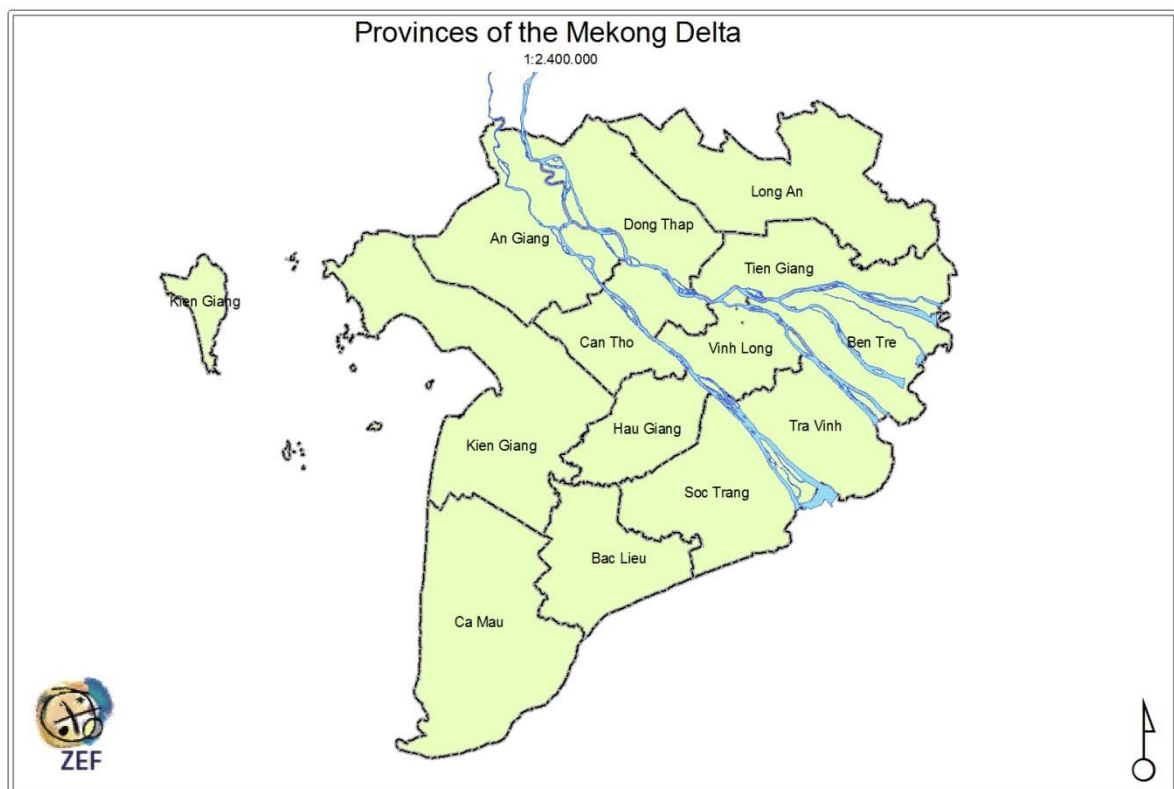 Provinces of the Mekong Delta
1:2.400.000
Long An
Dong Thap
An Giang
Tien Giang
Kien Giang
Can Tho
Vinh Long
Ben Tre
Hau Giang
Tra Vinh
Kien Giang
Soc Trang
Bac Lieu
Ca Mau
ZEF